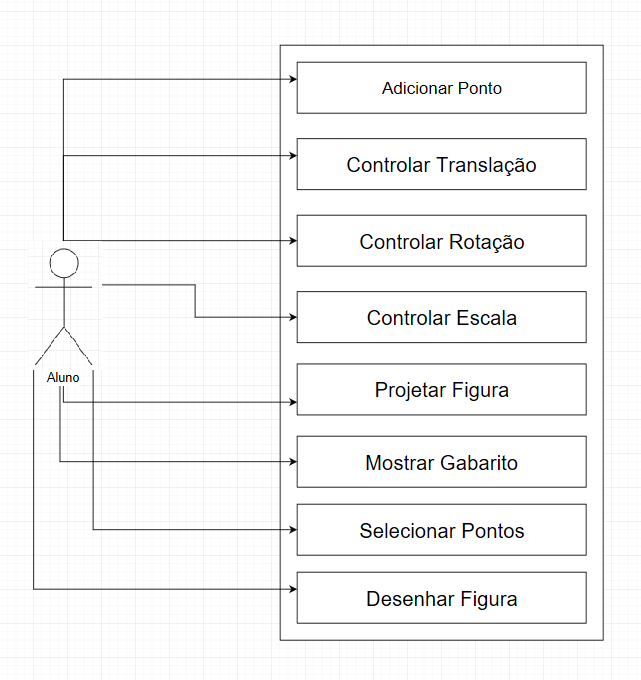 Adicionar Ponto
Controlar Translação
Controlar Rotação
Controlar Escala
Aluno
Projetar Figura
Mostrar Gabarito
Selecionar Pontos
Desenhar Figura